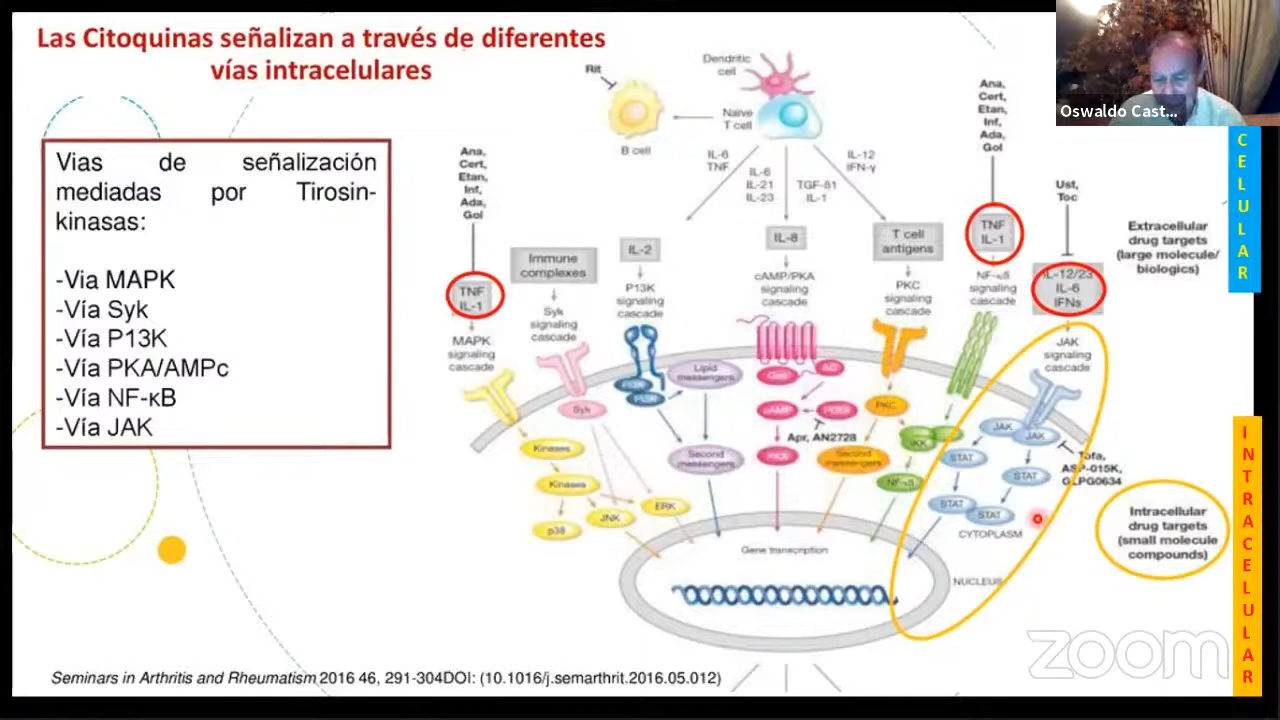 Las Citoquinas señalizan a través de diferentes
vías intracelulares
Oswaldo Cast...
Vias de señalización
mediadas por Tirosin-
kinasas:
-Via MAPK
-Vía Syk
-Vía P13K
-Vía PKA/AMPc
-Vía NF-κB
-Vía JAK
Rit
B cell
Dendritic
cell
Naive
T cell
IL-6
TNF
IL-6
IL-21
IL-23
TGF-81
IL-1
IL-12
IFN-γ
Ana,
Cert,
Etan,
Inf,
Ada,
Gol
TNF
IL-1
MAPK
signaling
cascade
Immune
complexes
Syk
signaling
cascade
IL-2
P13K
signaling
cascade
IL-8
cAMP/PKA
signaling
cascade
T cell
antigens
PKC
signaling
cascade
Ana,
Cert,
Etan,
Inf,
Ada,
Gol
TNF
IL-1
NF-κB
signaling
cascade
Ust,
Toc
IL-12/23
IL-6
IFNs
JAK
signaling
cascade
Extracellular
drug targets
(large molecule/
biologics)
Kinases
Kinases
p38
JNK
ERK
Syk
Lipid
messengers
Second
messengers
AC
cAMP
Apr, AN2728
PKC
Second
messengers
IKK
NF-κB
JAK
JAK
STAT
STAT
STAT
STAT
Tofa,
ASP-015K,
GLPG0634
CYTOPLASM
Gene transcription
NUCLEUS
Intracellular
drug targets
(small molecule
compounds)
CELULAR
INTRACELULAR
zoom
Seminars in Arthritis and Rheumatism 2016 46, 291-304DOI: (10.1016/j.semarthrit.2016.05.012)